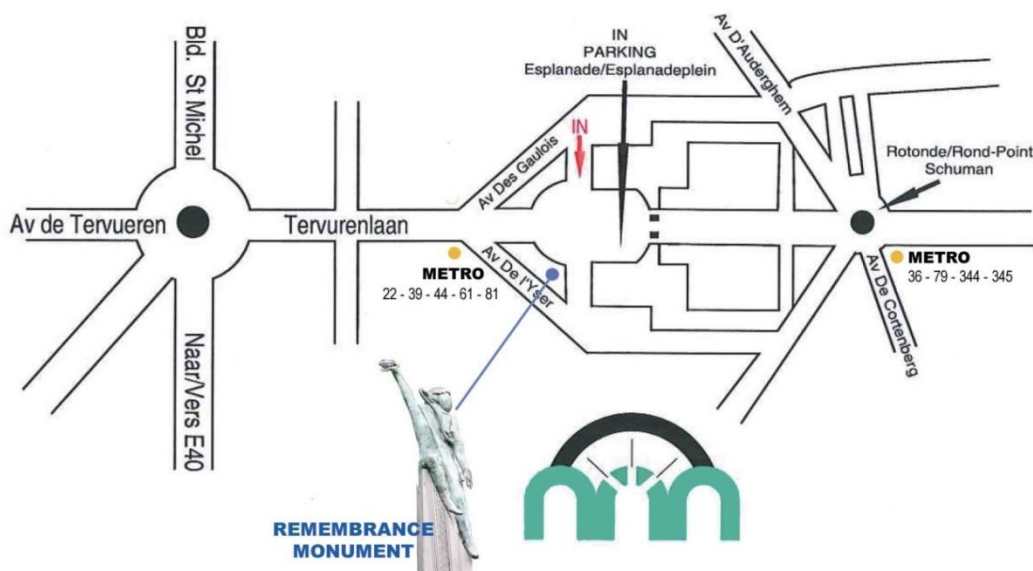 IN
PARKING
Esplanade/Esplanadeplein
Av D'Auderghem
Bld. St Michel
IN
Av Des Gaulois
Rotonde/Rond-Point
Schuman
Av de Tervueren
Tervurenlaan
METRO
22 - 39 - 44 - 61 - 81
Av De l'Yser
METRO
36 - 79 - 344 - 345
Av De Cortenberg
Naar/Vers E40
REMEMBRANCE
MONUMENT